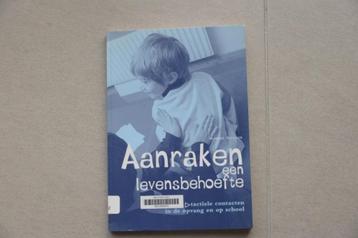 Aanraken
een
levensbehoefte
tactiele contacten
in de opvang en op school